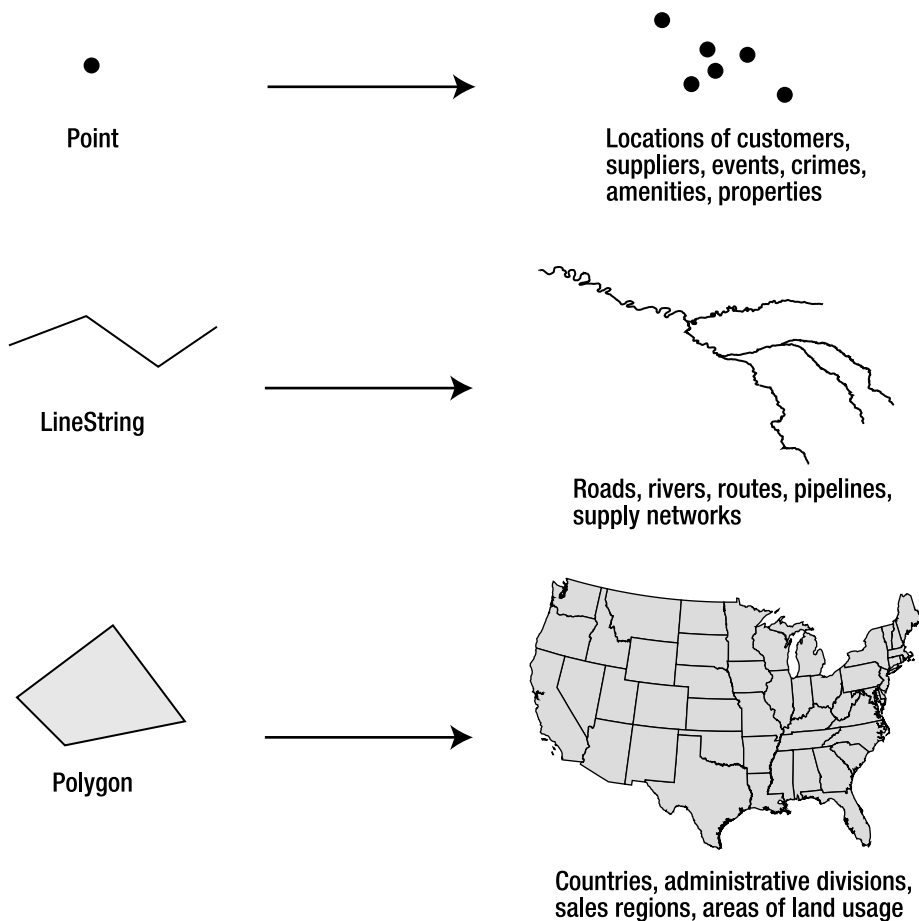 Point
Locations of customers,
suppliers, events, crimes,
amenities, properties
LineString
Roads, rivers, routes, pipelines,
supply networks
Polygon
Countries, administrative divisions,
sales regions, areas of land usage